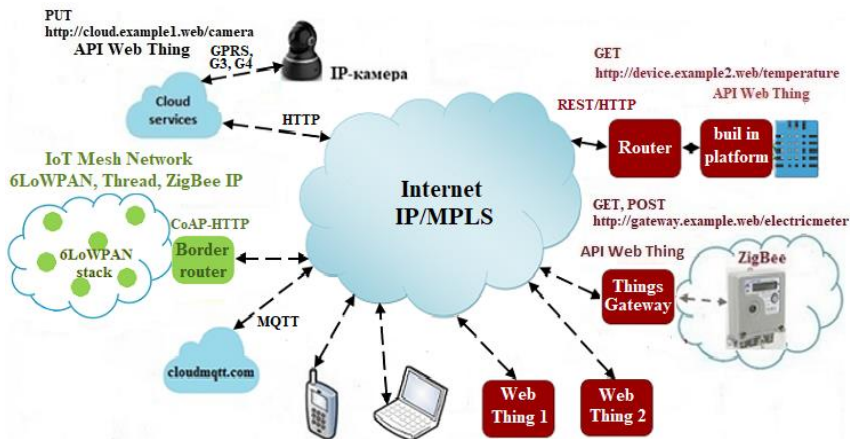 PUT
http://cloud.example1.web/camera
API Web Thing
GPRS,
G3, G4
IP-камера
Cloud
services
HTTP
GET
http://device.example2.web/temperature
API Web Thing
REST/HTTP
Router
buil in
platform
IoT Mesh Network
6LoWPAN, Thread, ZigBee IP
CoAP-HTTP
6LoWPAN
stack
Border
router
Internet
IP/MPLS
GET, POST
http://gateway.example.web/electricmeter
API Web Thing
ZigBee
Things
Gateway
MQTT
cloudmqtt.com
Web
Thing 1
Web
Thing 2